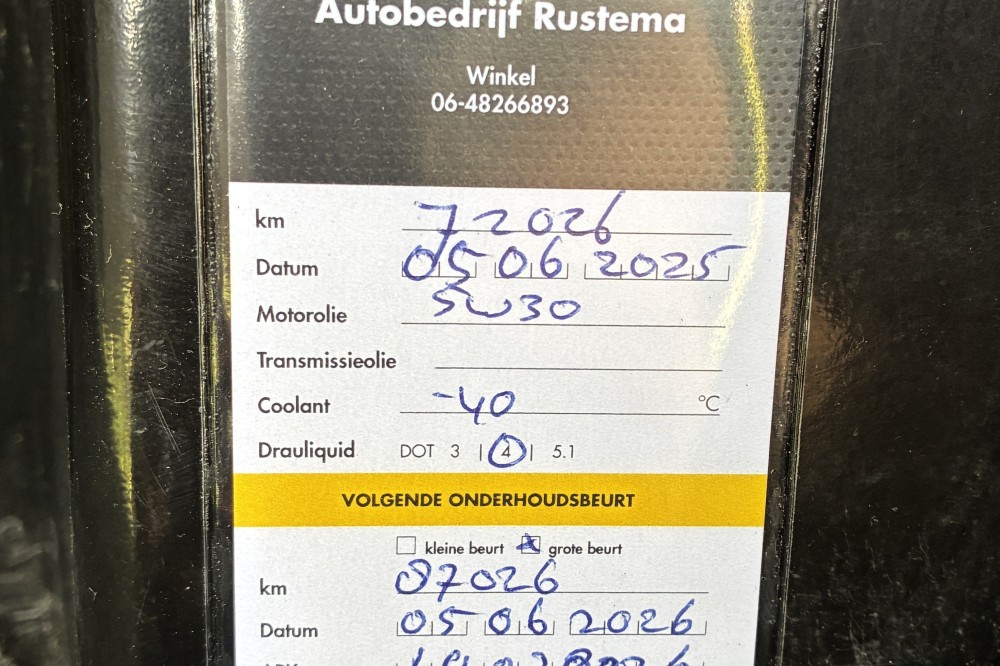 Autobedrijf Rustema
Winkel
06-48266893
km 72026
Datum 05 06 2025
Motorolie 5W30
Transmissieolie
Coolant -40 °C
Drauliquid DOT 3 | 4 | 5.1
VOLGENDE ONDERHOUDSBEURT
kleine beurt x grote beurt
km 87026
Datum 05 06 2026